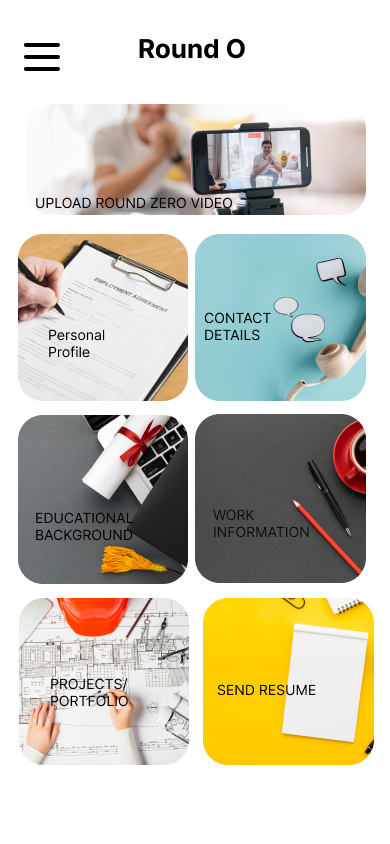 Round O
UPLOAD ROUND ZERO VIDEO
EMPLOYMENT AGREEMENT
Personal
Profile
CONTACT
DETAILS
EDUCATIONAL
BACKGROUND
WORK
INFORMATION
PROJECTS/
PORTFOLIO
SEND RESUME